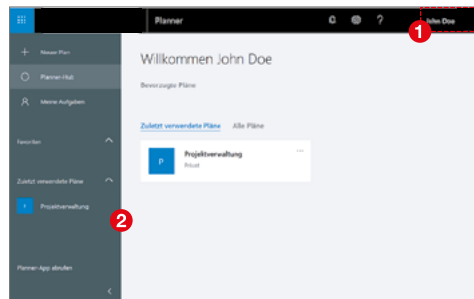 Planner
?
John Doe
1
Neuer Plan
Planner-Hub
Meine Aufgaben
Favoriten
Zuletzt verwendete Pläne
P
Projektverwaltung
2
Planner-App abrufen
Willkommen John Doe
Bevorzugte Pläne
Zuletzt verwendete Pläne
Alle Pläne
P
Projektverwaltung
Privat